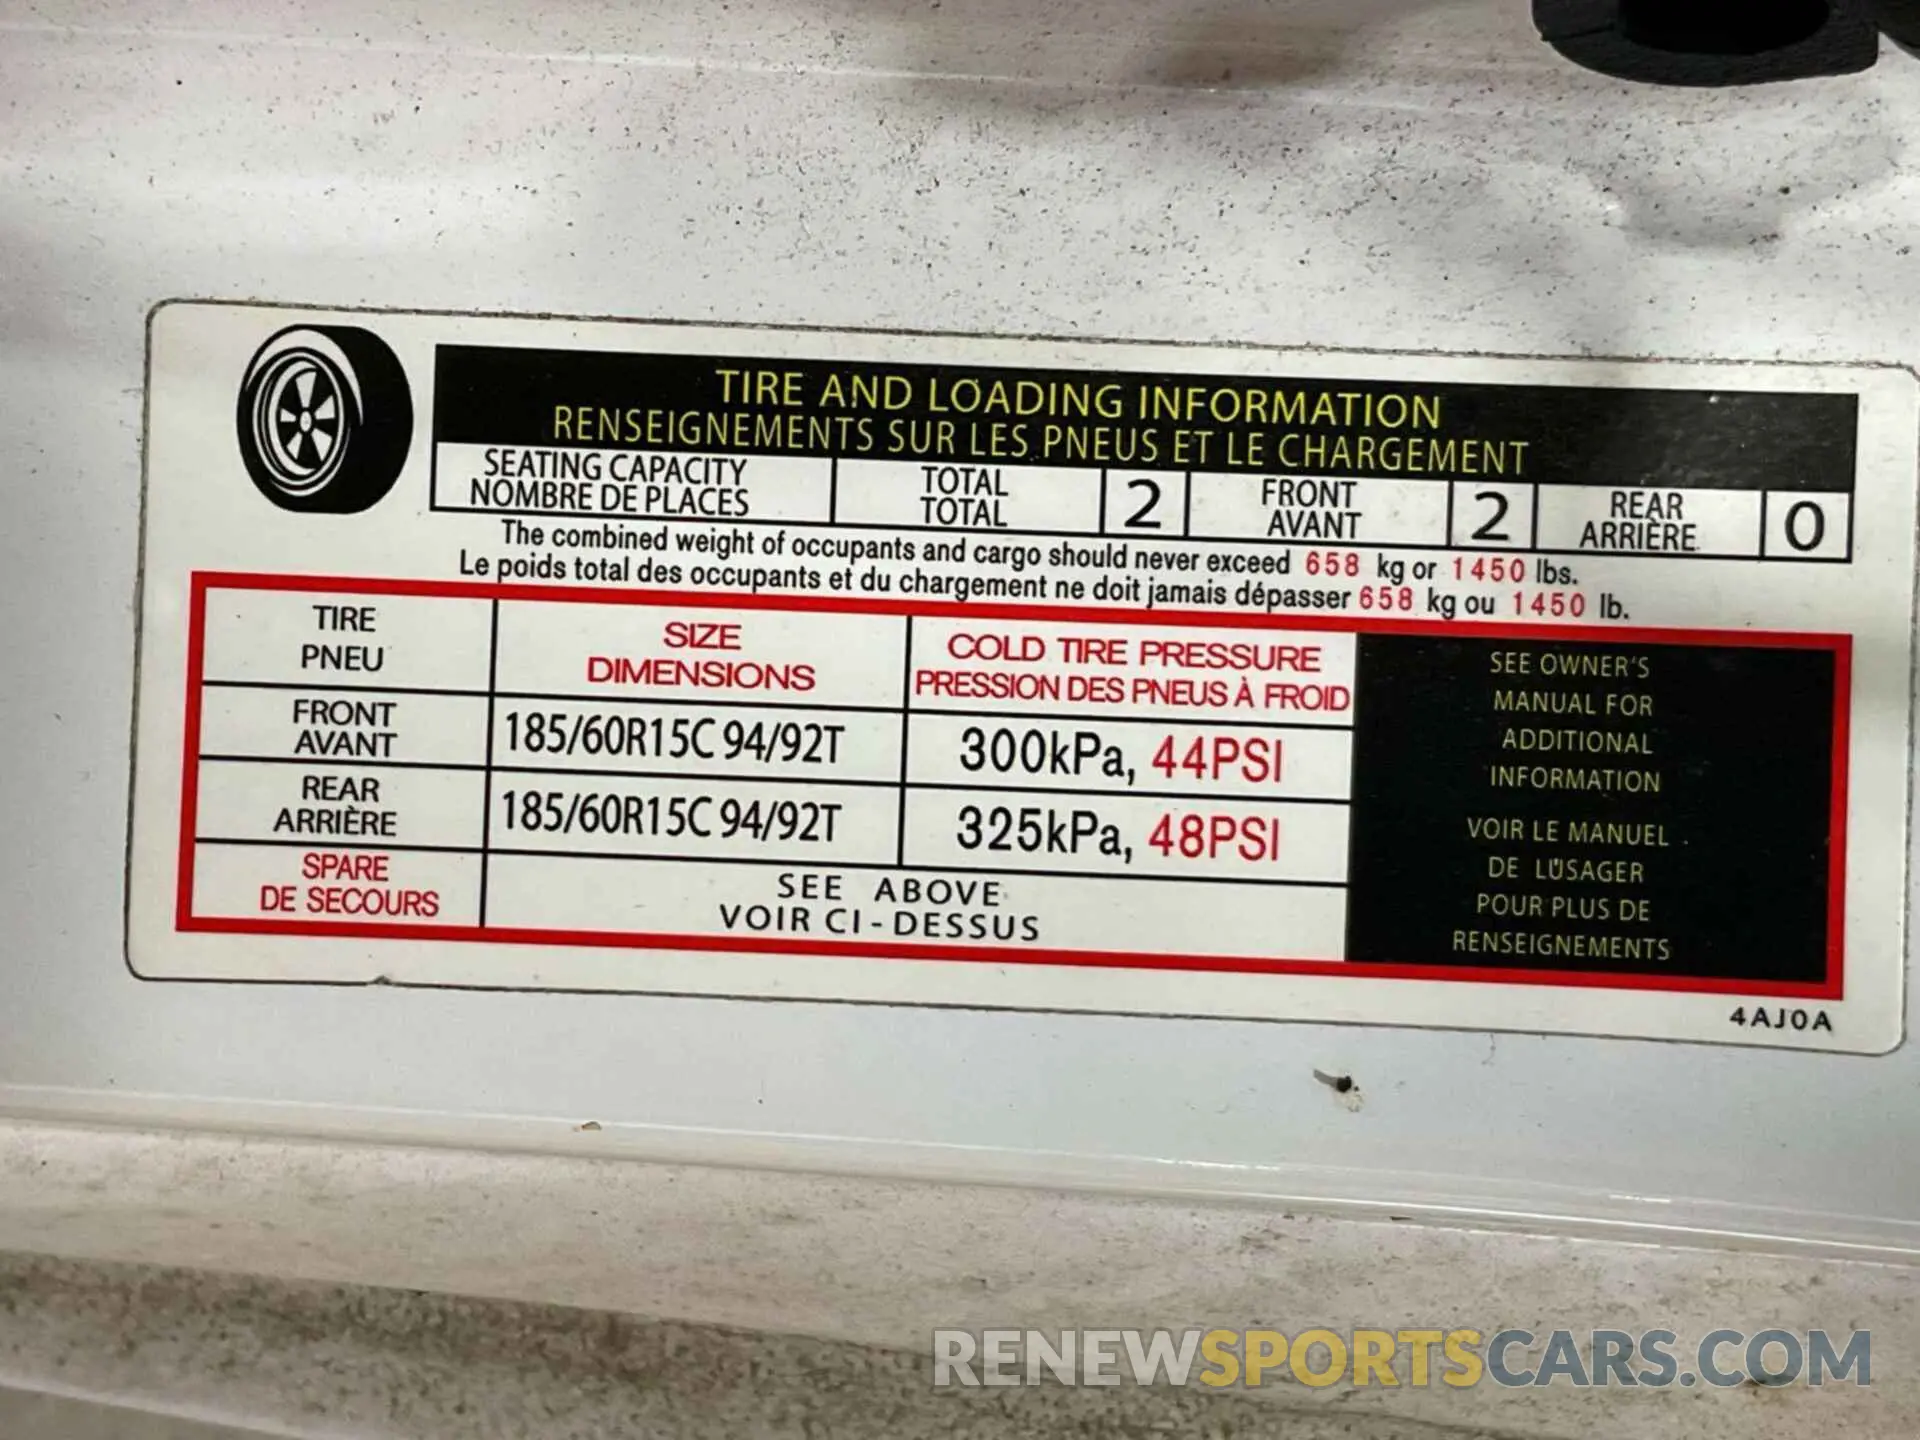 TIRE AND LOADING INFORMATION
RENSEIGNEMENTS SUR LES PNEUS ET LE CHARGEMENT
SEATING CAPACITY
NOMBRE DE PLACES
TOTAL
TOTAL
2
FRONT
AVANT
2
REAR
ARRIÈRE
0
The combined weight of occupants and cargo should never exceed 658 kg or 1450 lbs.
Le poids total des occupants et du chargement ne doit jamais dépasser 658 kg ou 1450 lb.
TIRE
PNEU
SIZE
DIMENSIONS
COLD TIRE PRESSURE
PRESSION DES PNEUS À FROID
FRONT
AVANT
185/60R15C 94/92T
300kPa, 44PSI
REAR
ARRIÈRE
185/60R15C 94/92T
325kPa, 48PSI
SPARE
DE SECOURS
SEE ABOVE
VOIR CI-DESSUS
SEE OWNER'S
MANUAL FOR
ADDITIONAL
INFORMATION
VOIR LE MANUEL
DE L'USAGER
POUR PLUS DE
RENSEIGNEMENTS
4AJ0A
RENEWSPORTSCARS.COM